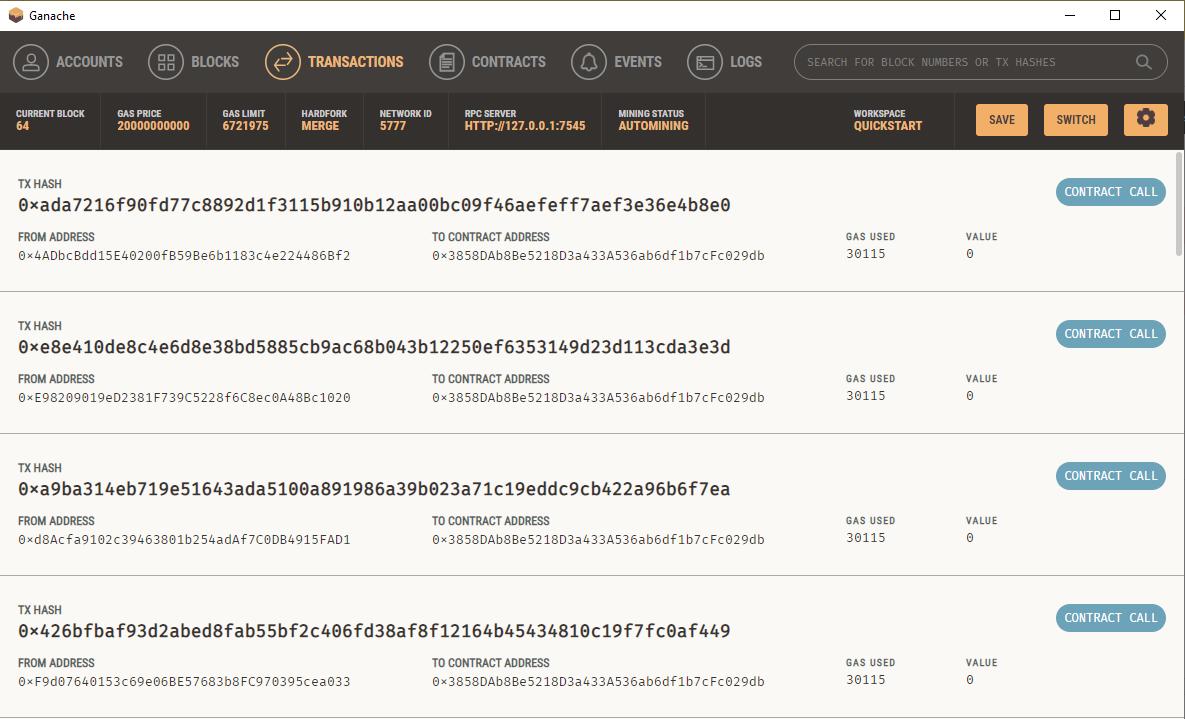 Ganache
ACCOUNTS BLOCKS TRANSACTIONS CONTRACTS EVENTS LOGS SEARCH FOR BLOCK NUMBERS OR TX HASHES
CURRENT BLOCK GAS PRICE GAS LIMIT HARDFORK NETWORK ID RPC SERVER MINING STATUS WORKSPACE
64 20000000000 6721975 MERGE 5777 HTTP://127.0.0.1:7545 AUTOMINING QUICKSTART SAVE SWITCH
TX HASH
0×ada7216f90fd77c8892d1f3115b910b12aa00bc09f46aefeff7aef3e36e4b8e0 CONTRACT CALL
FROM ADDRESS TO CONTRACT ADDRESS GAS USED VALUE
0×4ADbcBdd15E40200fB59Be6b1183c4e224486Bf2 0×3858DAb8Be5218D3a433A536ab6df1b7cFc029db 30115 0
TX HASH
0×e8e410de8c4e6d8e38bd5885cb9ac68b043b12250ef6353149d23d113cda3e3d CONTRACT CALL
FROM ADDRESS TO CONTRACT ADDRESS GAS USED VALUE
0×E98209019eD2381F739C5228f6C8ec0A48Bc1020 0×3858DAb8Be5218D3a433A536ab6df1b7cFc029db 30115 0
TX HASH
0×a9ba314eb719e51643ada5100a891986a39b023a71c19eddc9cb422a96b6f7ea CONTRACT CALL
FROM ADDRESS TO CONTRACT ADDRESS GAS USED VALUE
0×d8Acfa9102c39463801b254adAf7C0DB4915FAD1 0×3858DAb8Be5218D3a433A536ab6df1b7cFc029db 30115 0
TX HASH
0×426bfbaf93d2abed8fab55bf2c406fd38af8f12164b45434810c19f7fc0af449 CONTRACT CALL
FROM ADDRESS TO CONTRACT ADDRESS GAS USED VALUE
0×F9d07640153c69e06BE57683b8FC970395cea033 0×3858DAb8Be5218D3a433A536ab6df1b7cFc029db 30115 0